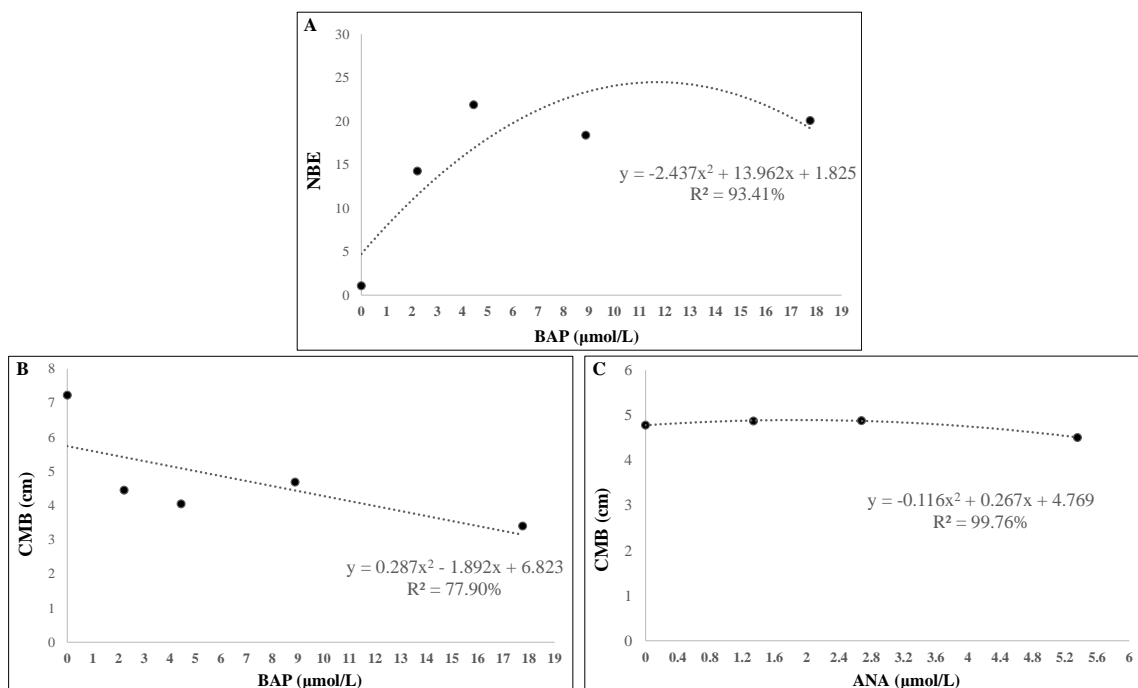 A
30
25
20
15
10
5
0
NBE
y = -2.437x² + 13.962x + 1.825
R² = 93.41%
0 1 2 3 4 5 6 7 8 9 10 11 12 13 14 15 16 17 18 19
BAP (µmol/L)
B
8
7
6
5
4
3
2
1
0
CMB (cm)
y = 0.287x² - 1.892x + 6.823
R² = 77.90%
0 1 2 3 4 5 6 7 8 9 10 11 12 13 14 15 16 17 18 19
BAP (µmol/L)
C
6
5
4
3
2
1
0
CMB (cm)
y = -0.116x² + 0.267x + 4.769
R² = 99.76%
0 0.4 0.8 1.2 1.6 2 2.4 2.8 3.2 3.6 4 4.4 4.8 5.2 5.6 6
ANA (µmol/L)